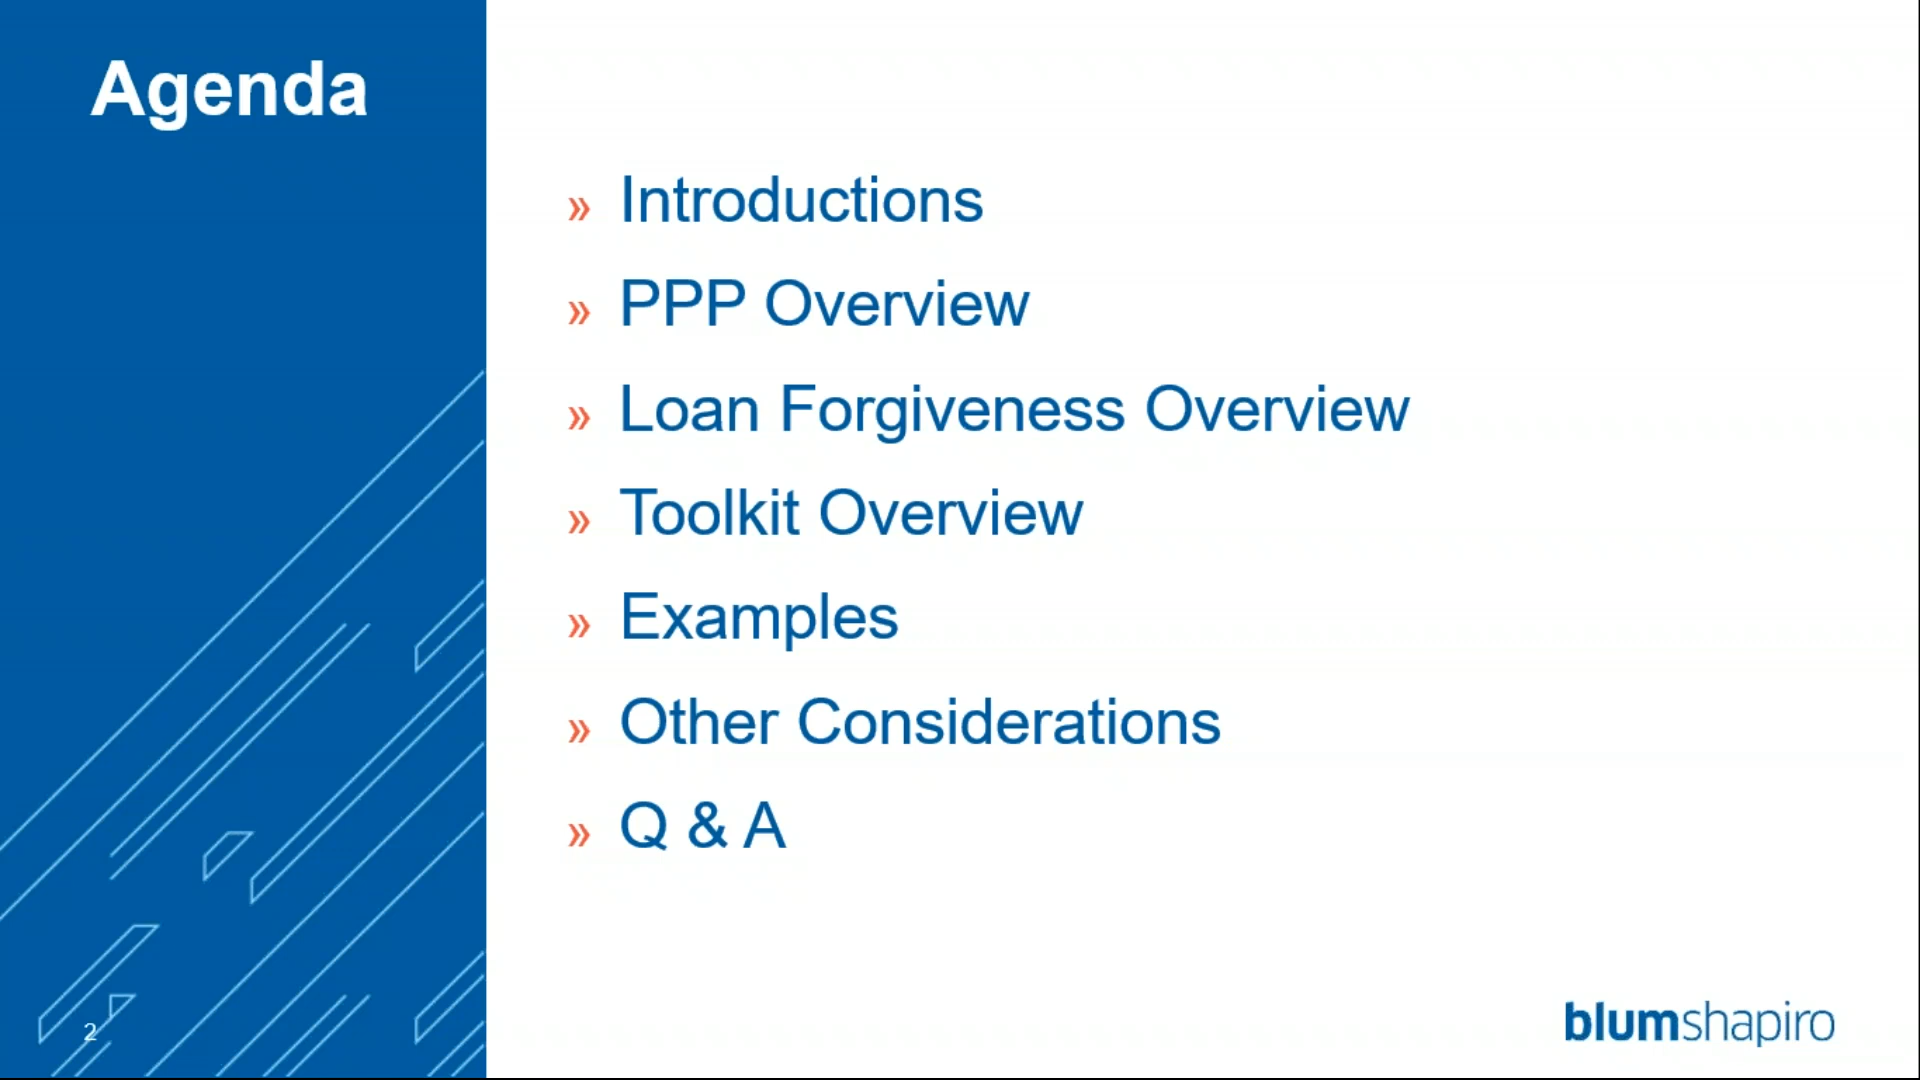 Agenda
» Introductions
» PPP Overview
» Loan Forgiveness Overview
» Toolkit Overview
» Examples
» Other Considerations
» Q & A
2
blumshapiro